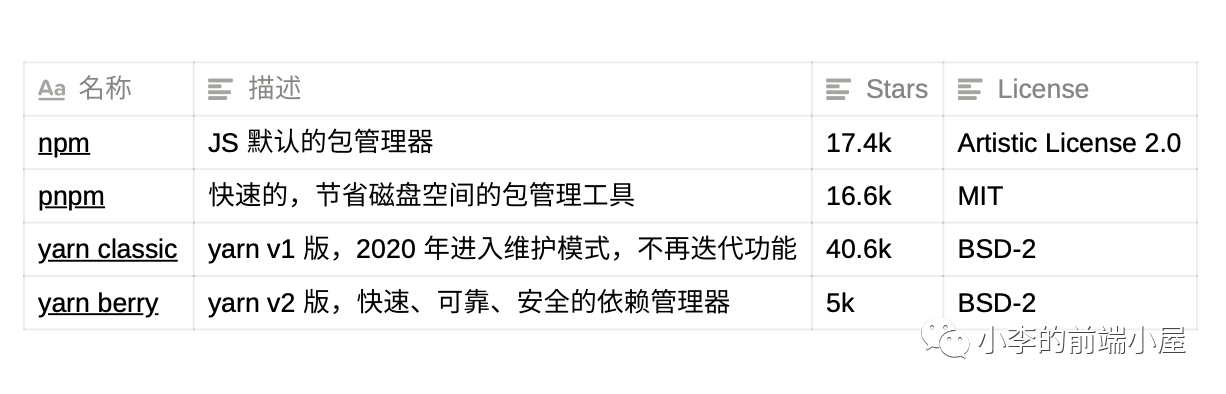 Aa 名称 描述 Stars License
npm JS 默认的包管理器 17.4k Artistic License 2.0
pnpm 快速的，节省磁盘空间的包管理工具 16.6k MIT
yarn classic yarn v1 版，2020 年进入维护模式，不再迭代功能 40.6k BSD-2
yarn berry yarn v2 版，快速、可靠、安全的依赖管理器 5k BSD-2
小李的前端小屋